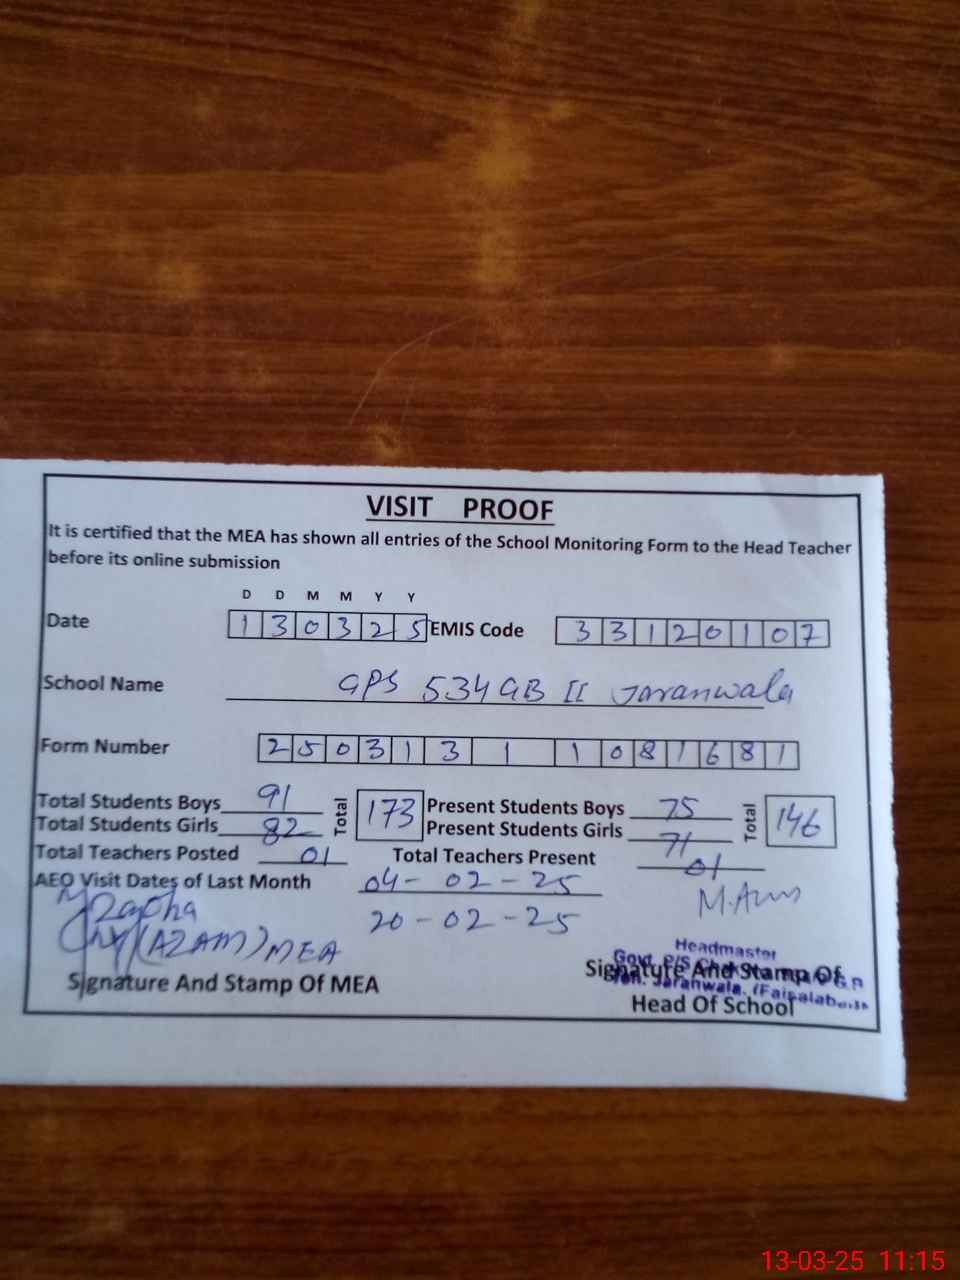 VISIT PROOF
It is certified that the MEA has shown all entries of the School Monitoring Form to the Head Teacher
before its online submission
D D M M Y Y
Date 1 3 0 3 2 5 EMIS Code 3 3 1 2 0 1 0 7
School Name GPS 534 GB II Jaranwala
Form Number 2 5 0 3 1 3 1 1 0 8 1 6 8 1
Total Students Boys 91 Total 173 Present Students Boys 75 Total 146
Total Students Girls 82 Present Students Girls 71
Total Teachers Posted 01 Total Teachers Present 01
AEO Visit Dates of Last Month 04-02-25
20-02-25
(AZAM) MEA
Headmaster
Govt. P/S
Jaranwala. (Faisalabad)
Signature And Stamp Of MEA
Signature And Stamp Of
Head Of School
13-03-25 11:15